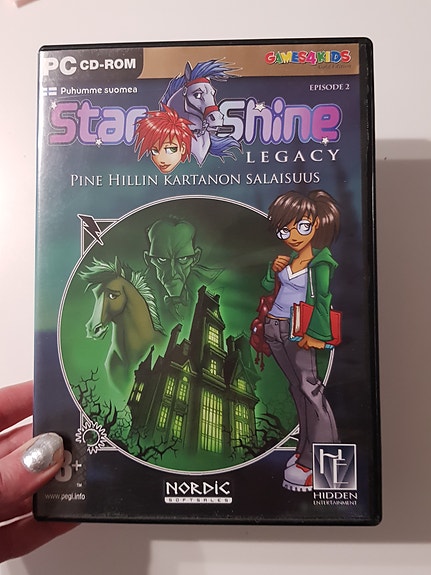 PC CD-ROM
GAMES4KIDS
Puhumme suomea
EPISODE 2
Star Shine
LEGACY
PINE HILLIN KARTANON SALAISUUS
www.pegi.info
NORDIC
SOFTSALES
HE
HIDDEN
ENTERTAINMENT